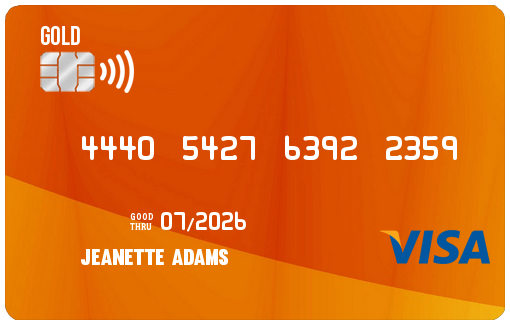 GOLD
4440 5427 6392 2359
GOOD THRU 07/2026
JEANETTE ADAMS
VISA